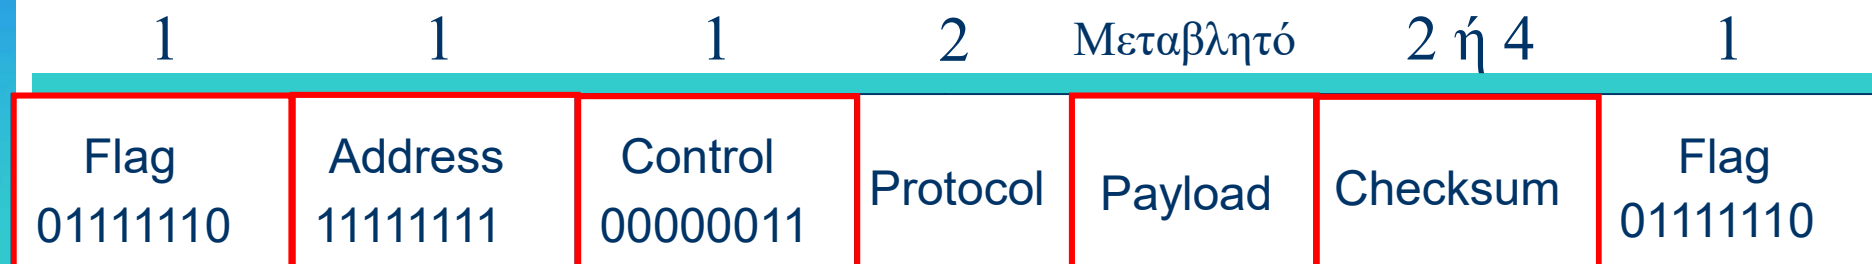 1 1 1 2 Μεταβλητό 2 ή 4 1
Flag Address Control Protocol Payload Checksum Flag
01111110 11111111 00000011 01111110